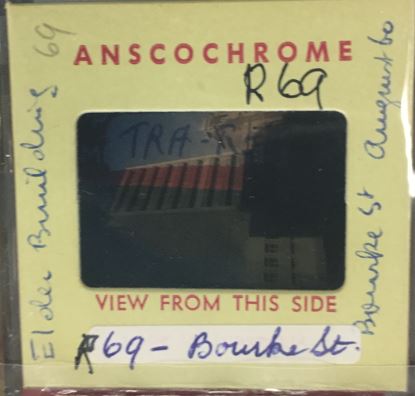 ANSCOCHROME
R69
Elder Building 69
TRA-
Bourke St August 60
VIEW FROM THIS SIDE
R69 - Bourke St.